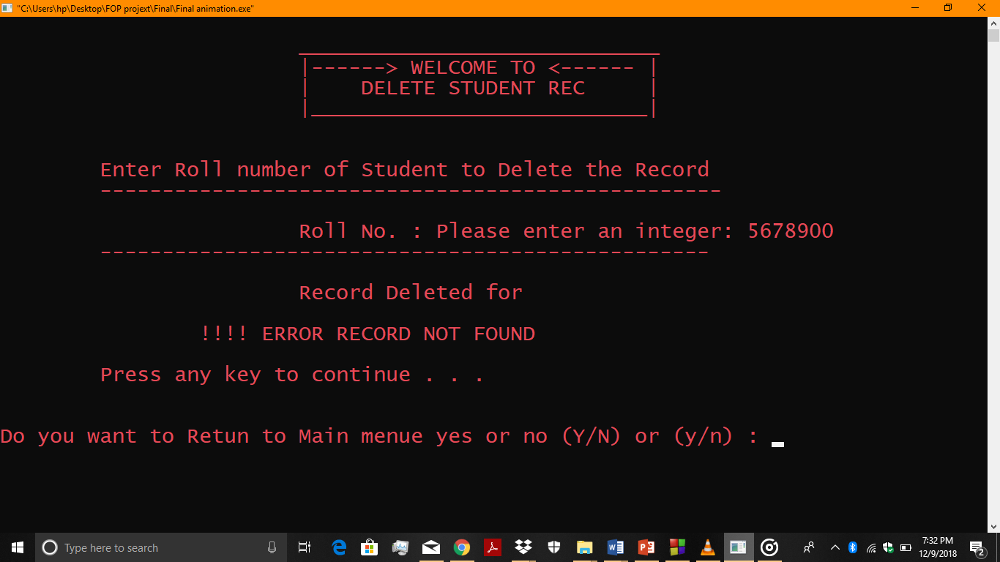 "C:\Users\hp\Desktop\FOP projext\Final\Final animation.exe"
|------> WELCOME TO <------ |
| DELETE STUDENT REC |
|___________________________|
Enter Roll number of Student to Delete the Record
--------------------------------------------------
Roll No. : Please enter an integer: 5678900
-------------------------------------------------
Record Deleted for
!!!! ERROR RECORD NOT FOUND
Press any key to continue . . .
Do you want to Retun to Main menue yes or no (Y/N) or (y/n) :
Type here to search
7:32 PM
12/9/2018
2